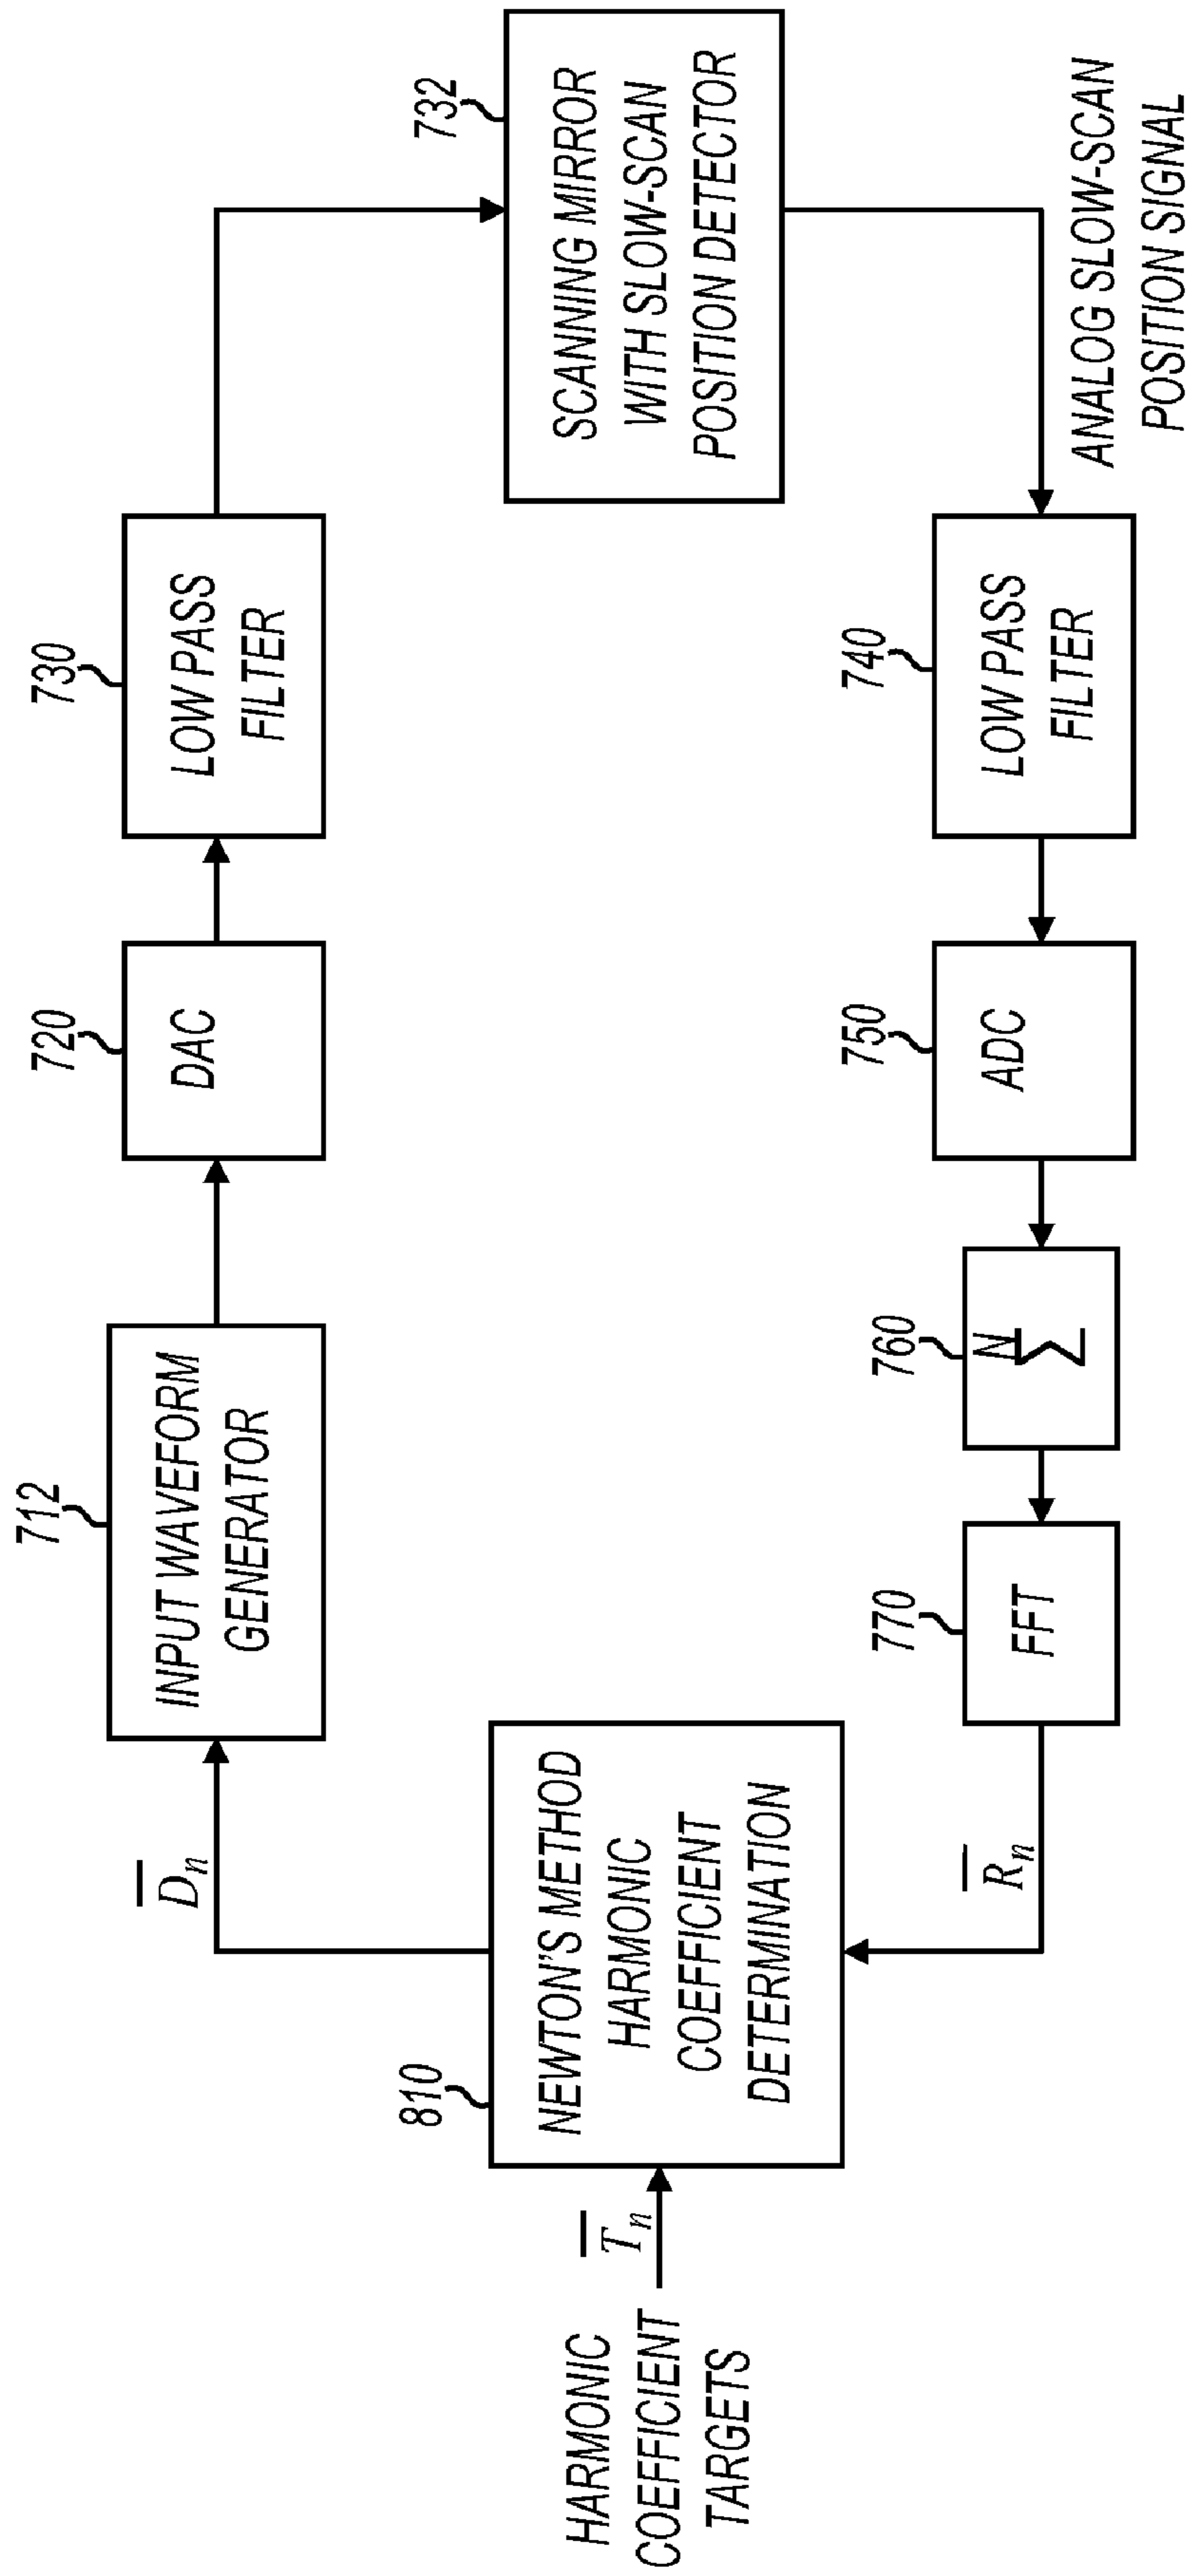 712
INPUT WAVEFORM
GENERATOR
720
DAC
730
LOW PASS
FILTER
D̅n
732
SCANNING MIRROR
WITH SLOW-SCAN
POSITION DETECTOR
810
NEWTON'S METHOD
HARMONIC
COEFFICIENT
DETERMINATION
HARMONIC
COEFFICIENT
TARGETS
T̅n
R̅n
770
FFT
760
N
Σ
750
ADC
740
LOW PASS
FILTER
ANALOG SLOW-SCAN
POSITION SIGNAL